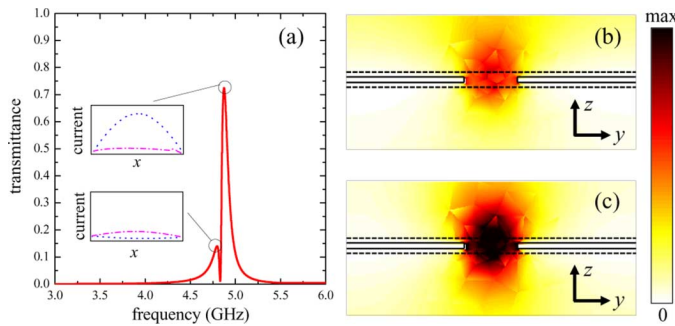 (a)
1.0
0.9
0.8
0.7
0.6
0.5
0.4
0.3
0.2
0.1
0.0
transmittance
current
x
current
x
3.0 3.5 4.0 4.5 5.0 5.5 6.0
frequency (GHz)
(b)
z
y
(c)
z
y
max
0